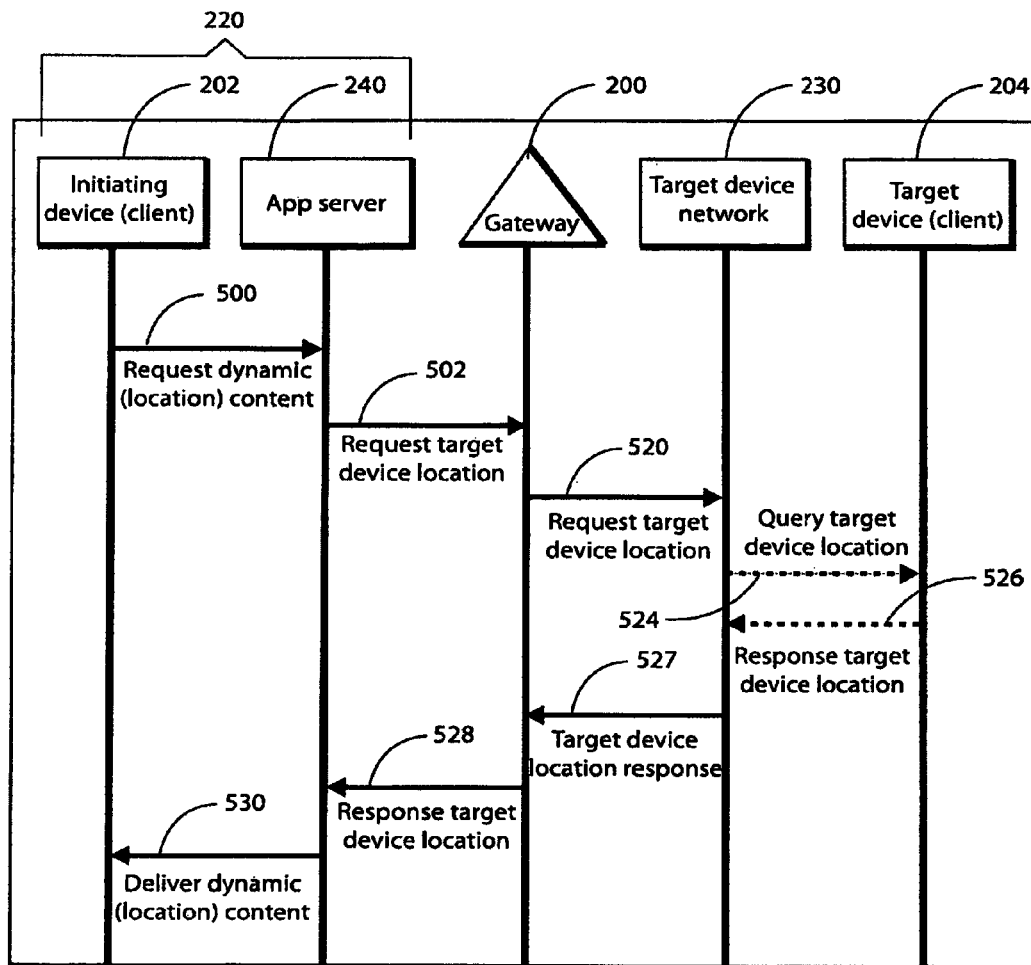 220
202
240
200
230
204
Initiating
device (client)
App server
Gateway
Target device
network
Target
device (client)
500
Request dynamic
(location) content
502
Request target
device location
520
Request target
device location
Query target
device location
524
526
Response target
device location
527
Target device
location response
528
Response target
device location
530
Deliver dynamic
(location) content